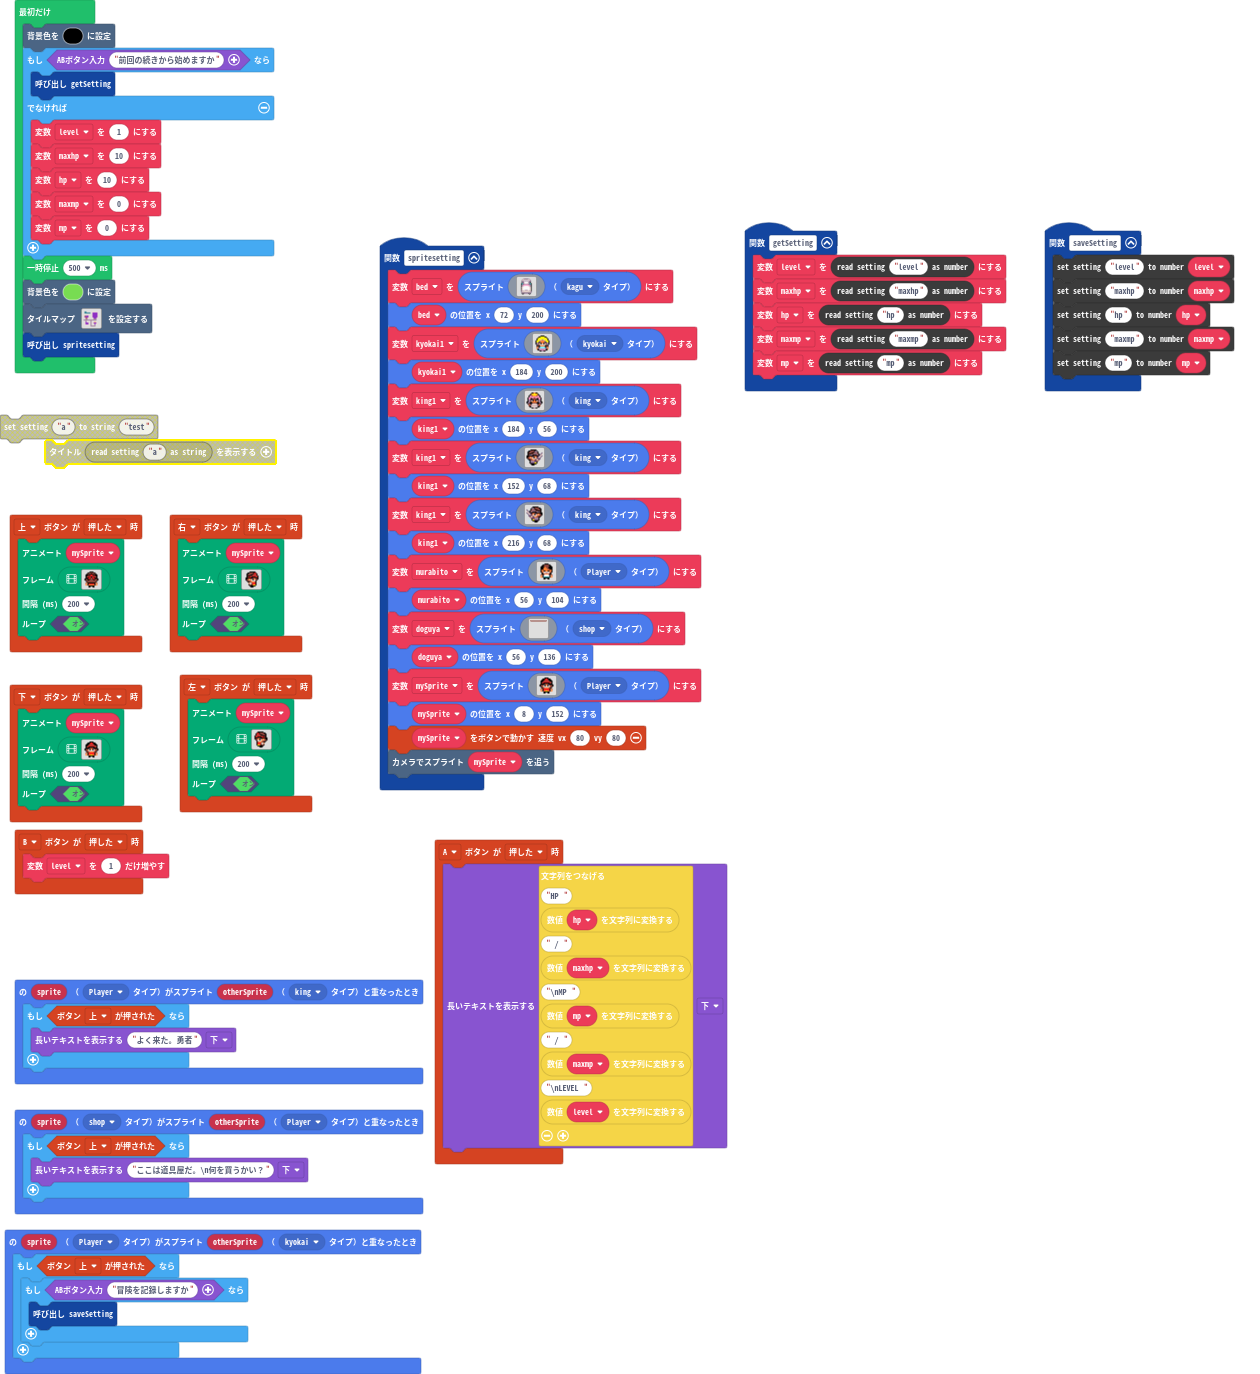 最初だけ
背景色を に設定
もし ABボタン入力 "前回の続きから始めますか" なら
呼び出し getSetting
でなければ
変数 level を 1 にする
変数 maxhp を 10 にする
変数 hp を 10 にする
変数 maxmp を 0 にする
変数 mp を 0 にする
一時停止 500 ms
背景色を に設定
タイルマップ を設定する
呼び出し spritesetting
set setting "a" to string "test"
タイトル read setting "a" as string を表示する
上 ボタン が 押した 時
アニメート mySprite
フレーム
間隔 (ms) 200
ループ
右 ボタン が 押した 時
アニメート mySprite
フレーム
間隔 (ms) 200
ループ
下 ボタン が 押した 時
アニメート mySprite
フレーム
間隔 (ms) 200
ループ
左 ボタン が 押した 時
アニメート mySprite
フレーム
間隔 (ms) 200
ループ
B ボタン が 押した 時
変数 level を 1 だけ増やす
関数 spritesetting
変数 bed を スプライト ( kagu タイプ) にする
bed の位置を x 72 y 200 にする
変数 kyokai1 を スプライト ( kyokai タイプ) にする
kyokai1 の位置を x 184 y 200 にする
変数 king1 を スプライト ( king タイプ) にする
king1 の位置を x 184 y 56 にする
変数 king1 を スプライト ( king タイプ) にする
king1 の位置を x 152 y 68 にする
変数 king1 を スプライト ( king タイプ) にする
king1 の位置を x 216 y 68 にする
変数 murabito を スプライト ( Player タイプ) にする
murabito の位置を x 56 y 104 にする
変数 doguya を スプライト ( shop タイプ) にする
doguya の位置を x 56 y 136 にする
変数 mySprite を スプライト ( Player タイプ) にする
mySprite の位置を x 8 y 152 にする
mySprite をボタンで動かす 速度 vx 80 vy 80
カメラでスプライト mySprite を追う
関数 getSetting
変数 level を read setting "level" as number にする
変数 maxhp を read setting "maxhp" as number にする
変数 hp を read setting "hp" as number にする
変数 maxmp を read setting "maxmp" as number にする
変数 mp を read setting "mp" as number にする
関数 saveSetting
set setting "level" to number level
set setting "maxhp" to number maxhp
set setting "hp" to number hp
set setting "maxmp" to number maxmp
set setting "mp" to number mp
A ボタン が 押した 時
長いテキストを表示する 下
文字列をつなげる
"HP "
数値 hp を文字列に変換する
" / "
数値 maxhp を文字列に変換する
"\nMP "
数値 mp を文字列に変換する
" / "
数値 maxmp を文字列に変換する
"\nLEVEL "
数値 level を文字列に変換する
の sprite ( Player タイプ) がスプライト otherSprite ( king タイプ) と重なったとき
もし ボタン 上 が押された なら
長いテキストを表示する "よく来た。勇者" 下
の sprite ( shop タイプ) がスプライト otherSprite ( Player タイプ) と重なったとき
もし ボタン 上 が押された なら
長いテキストを表示する "ここは道具屋だ。\n何を買うかい？" 下
の sprite ( Player タイプ) がスプライト otherSprite ( kyokai タイプ) と重なったとき
もし ボタン 上 が押された なら
もし ABボタン入力 "冒険を記録しますか" なら
呼び出し saveSetting